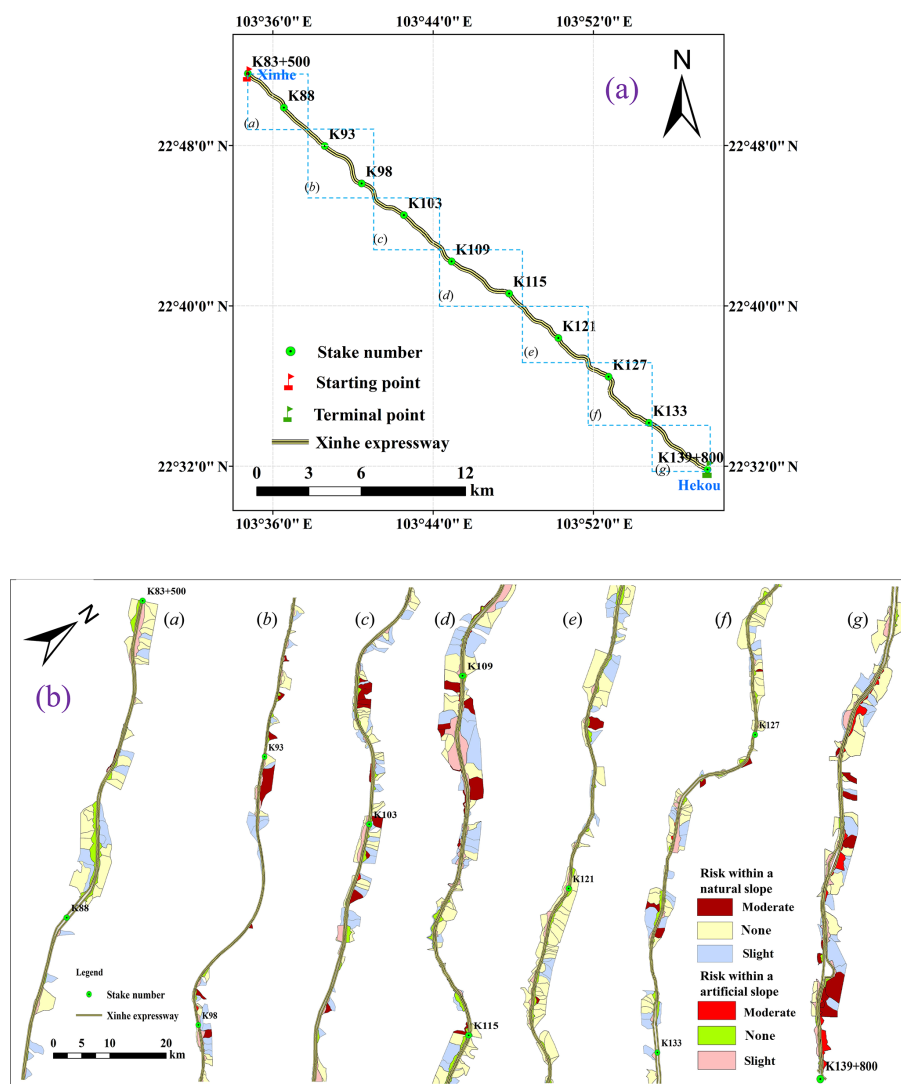 103°36'0'' E 103°44'0'' E 103°52'0'' E
K83+500
Xinhe
N
(a)
K88
(a)
K93
22°48'0'' N 22°48'0'' N
K98
(b)
K103
(c)
K109
K115
(d)
22°40'0'' N 22°40'0'' N
K121
Stake number
(e)
K127
Starting point
Terminal point
(f)
K133
Xinhe expressway
K139+800
22°32'0'' N 22°32'0'' N
(g)
Hekou
0 3 6 12
km
103°36'0'' E 103°44'0'' E 103°52'0'' E
K83+500
N
(a) (b) (c) (d) (e) (f) (g)
(b)
K109
K127
K93
K103
K121
Risk within a
natural slope
Moderate
None
Slight
K88
Legend
Stake number
Xinhe expressway
0 5 10 20
km
K98
K115
K133
Risk within a
artificial slope
Moderate
None
Slight
K139+800